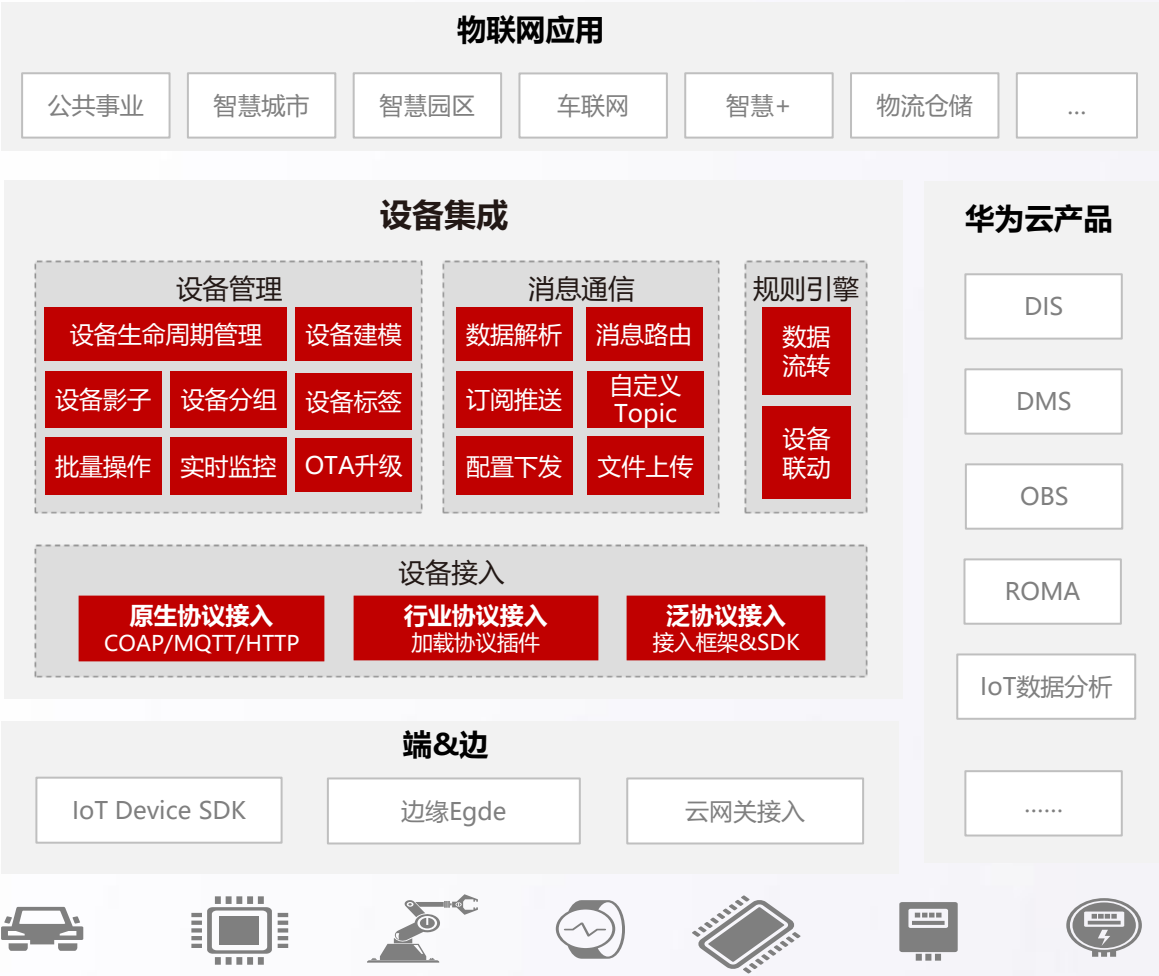 物联网应用
公共事业
智慧城市
智慧园区
车联网
智慧+
物流仓储
...
设备集成
设备管理
设备生命周期管理
设备建模
设备影子
设备分组
设备标签
批量操作
实时监控
OTA升级
消息通信
数据解析
消息路由
订阅推送
自定义
Topic
配置下发
文件上传
规则引擎
数据
流转
设备
联动
设备接入
原生协议接入
COAP/MQTT/HTTP
行业协议接入
加载协议插件
泛协议接入
接入框架&SDK
华为云产品
DIS
DMS
OBS
ROMA
IoT数据分析
......
端&边
IoT Device SDK
边缘Egde
云网关接入